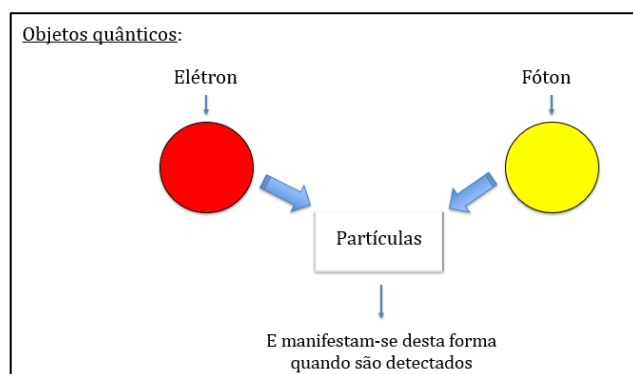 Objetos quânticos:
Elétron
Fóton
Partículas
E manifestam-se desta forma
quando são detectados